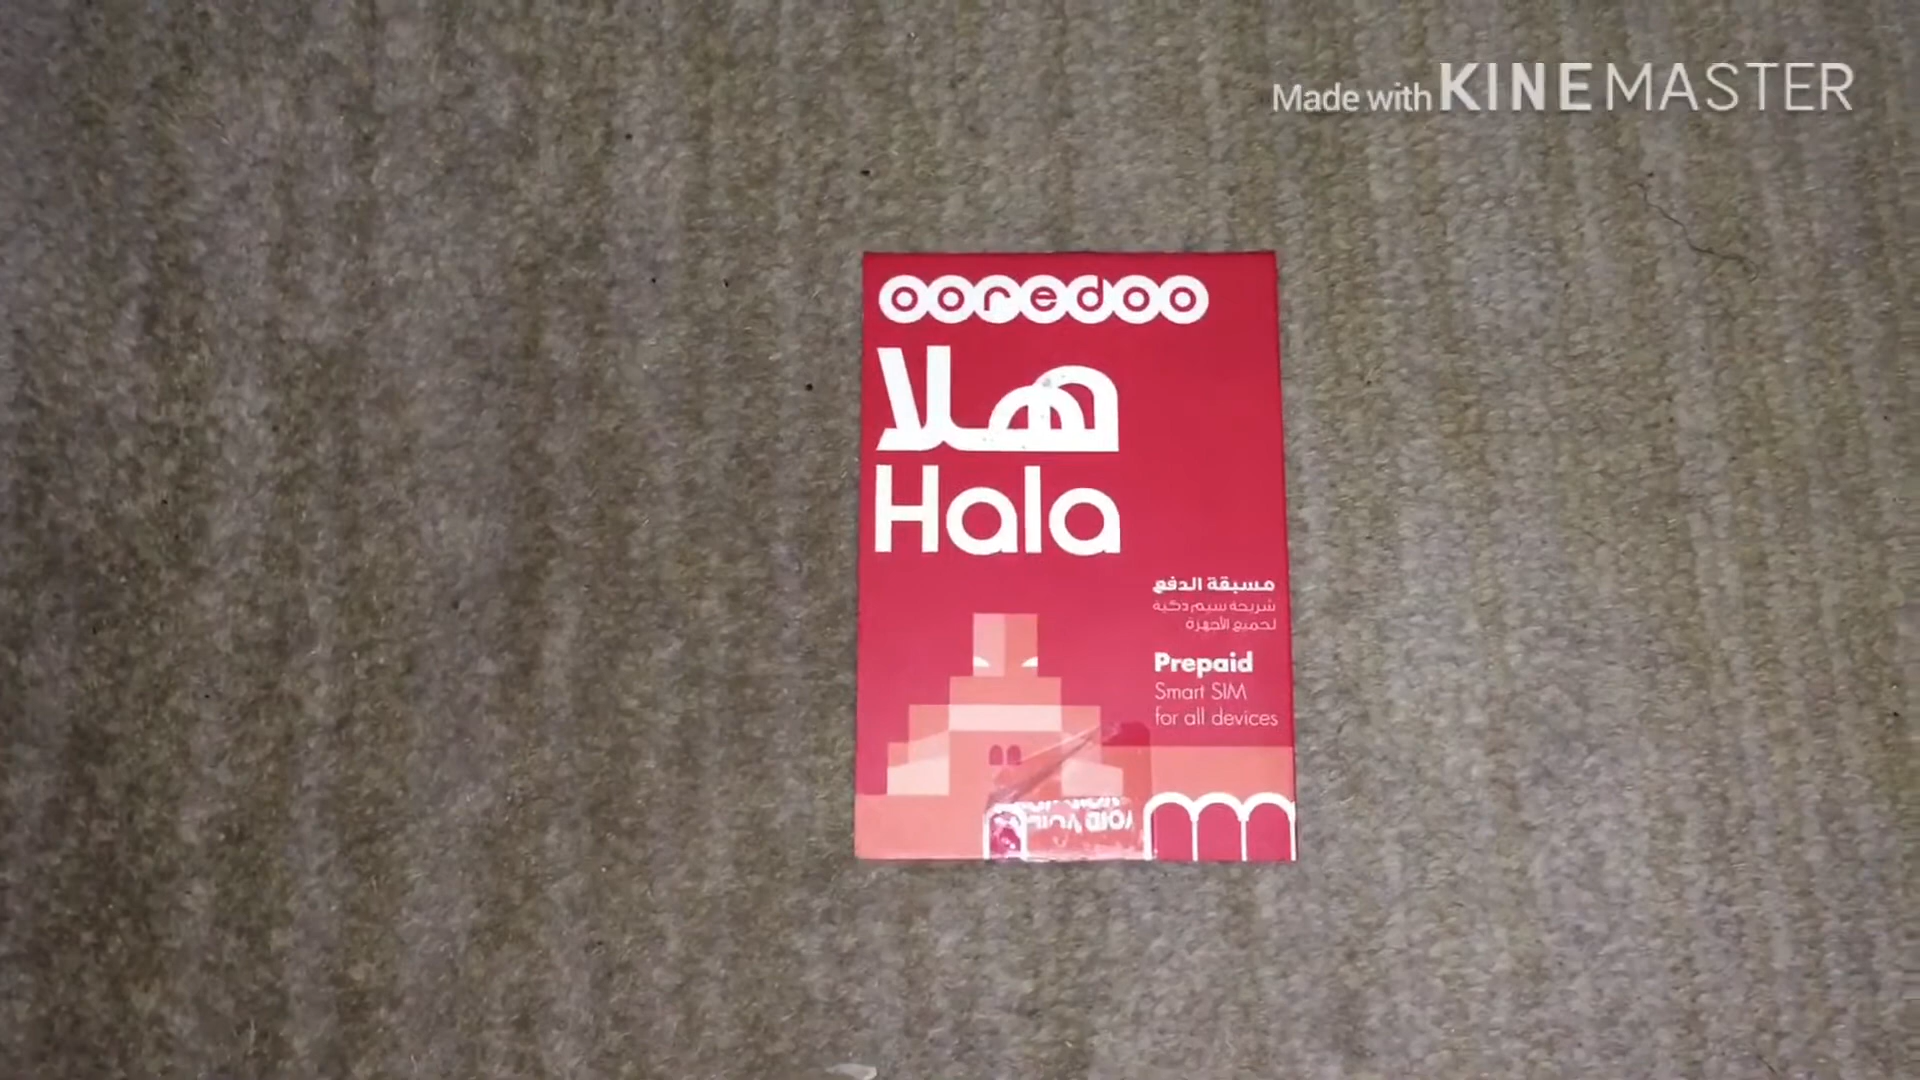 Made with KINEMASTER
ooredoo
هلا
Hala
مسبقة الدفع
شريحة سيم ذكية
لجميع الأجهزة
Prepaid
Smart SIM
for all devices